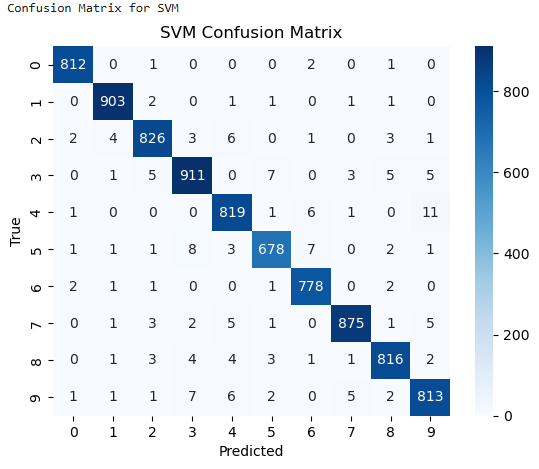 Confusion Matrix for SVM
SVM Confusion Matrix
0 812 0 1 0 0 0 2 0 1 0
1 0 903 2 0 1 1 0 1 1 0
2 2 4 826 3 6 0 1 0 3 1
3 0 1 5 911 0 7 0 3 5 5
4 1 0 0 0 819 1 6 1 0 11
5 1 1 1 8 3 678 7 0 2 1
6 2 1 1 0 0 1 778 0 2 0
7 0 1 3 2 5 1 0 875 1 5
8 0 1 3 4 4 3 1 1 816 2
9 1 1 1 7 6 2 0 5 2 813
0 1 2 3 4 5 6 7 8 9
Predicted
True
800
600
400
200
0